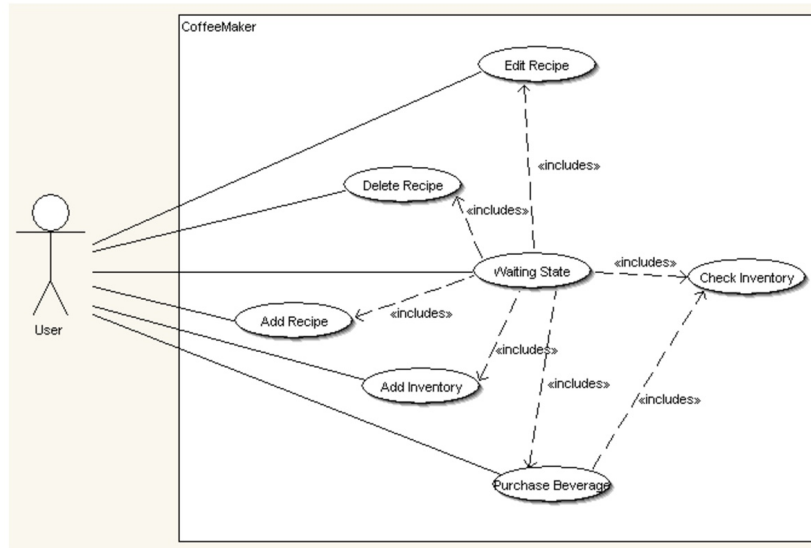 CoffeeMaker
Edit Recipe
«includes»
Delete Recipe
«includes»
Waiting State
«includes»
Check Inventory
User
Add Recipe
«includes»
Add Inventory
«includes»
«includes»
«includes»
Purchase Beverage